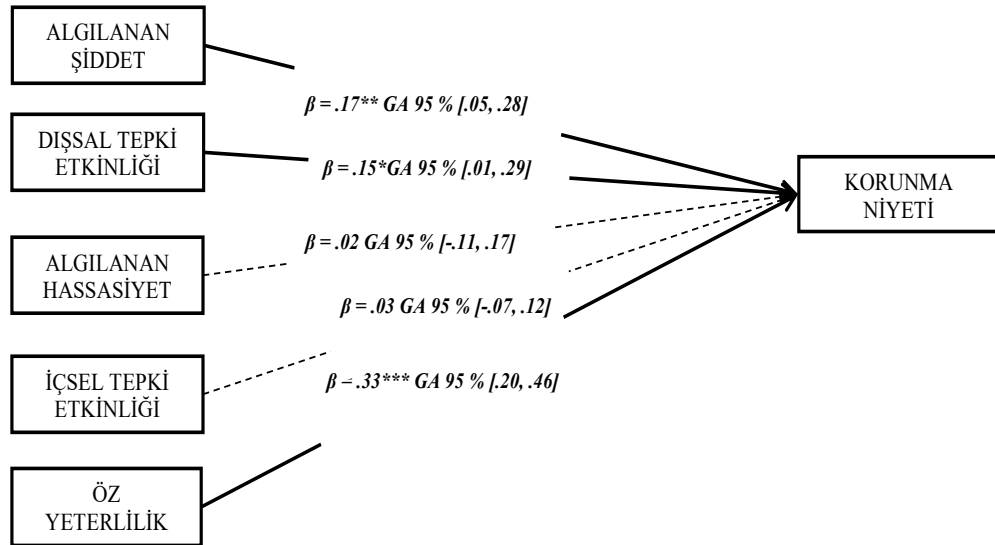 ALGILANAN
ŞİDDET
β = .17** GA 95 % [.05, .28]
DIŞSAL TEPKİ
ETKİNLİĞİ
β = .15*GA 95 % [.01, .29]
KORUNMA
NİYETİ
β = .02 GA 95 % [-.11, .17]
ALGILANAN
HASSASİYET
β = .03 GA 95 % [-.07, .12]
İÇSEL TEPKİ
ETKİNLİĞİ
β = .33*** GA 95 % [.20, .46]
ÖZ
YETERLİLİK